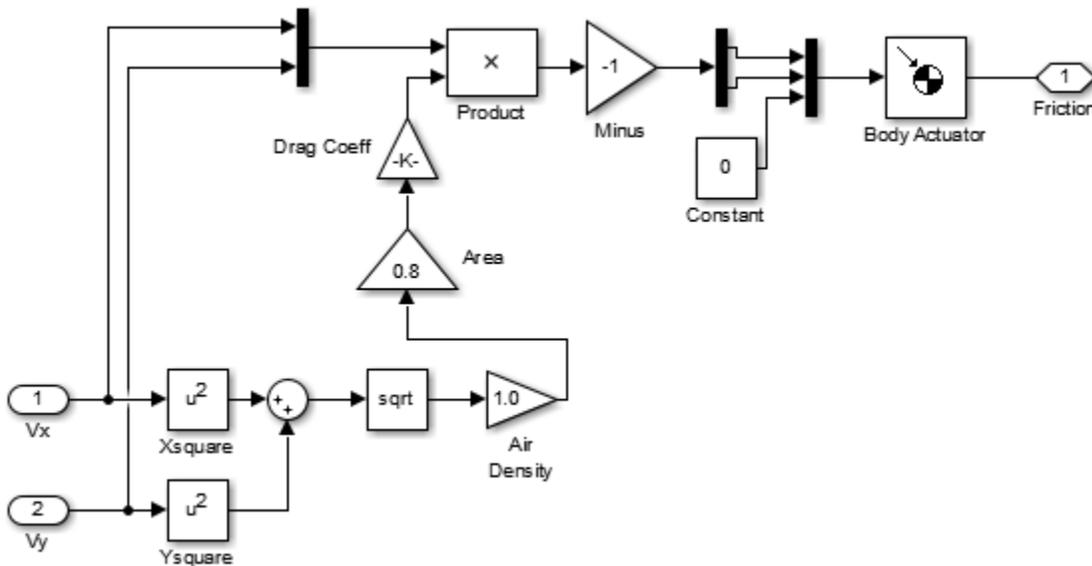 ×
Product
-1
Minus
Body Actuator
1
Friction
Drag Coeff
-K-
0
Constant
0.8
Area
1
Vx
u2
Xsquare
+
+
sqrt
1.0
Air
Density
2
Vy
u2
Ysquare